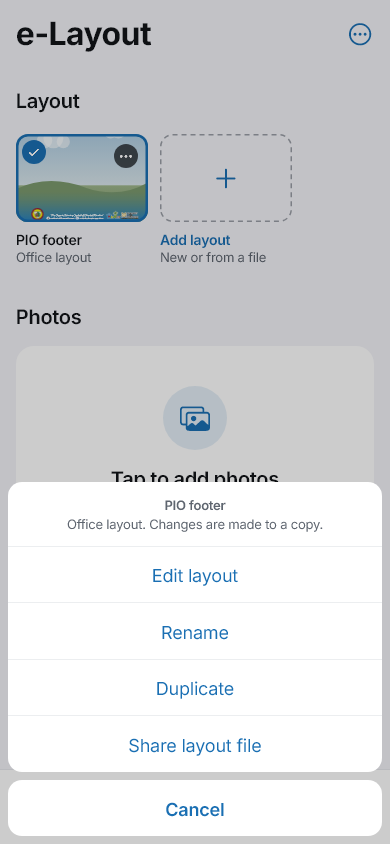 e-Layout
Layout
PIO footer
Office layout
Add layout
New or from a file
Photos
Tap to add photos
PIO footer
Office layout. Changes are made to a copy.
Edit layout
Rename
Duplicate
Share layout file
Cancel